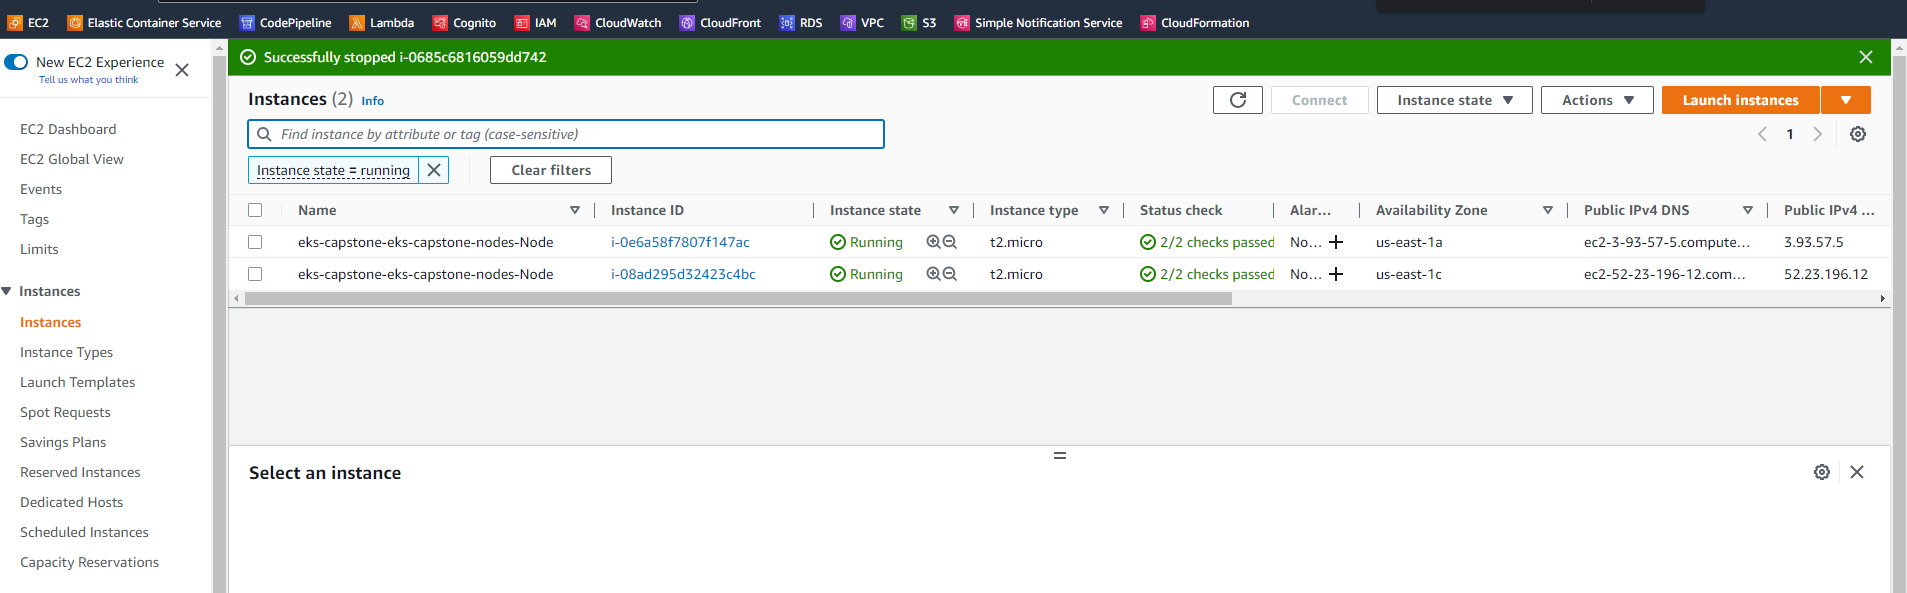 EC2 Elastic Container Service CodePipeline Lambda Cognito IAM CloudWatch CloudFront RDS VPC S3 Simple Notification Service CloudFormation
New EC2 Experience
Tell us what you think
EC2 Dashboard
EC2 Global View
Events
Tags
Limits
Instances
Instances
Instance Types
Launch Templates
Spot Requests
Savings Plans
Reserved Instances
Dedicated Hosts
Scheduled Instances
Capacity Reservations
Successfully stopped i-0685c6816059dd742
Instances (2) Info
Connect Instance state Actions Launch instances
Find instance by attribute or tag (case-sensitive)
1
Instance state = running Clear filters
Name Instance ID Instance state Instance type Status check Alar... Availability Zone Public IPv4 DNS Public IPv4 ...
eks-capstone-eks-capstone-nodes-Node i-0e6a58f7807f147ac Running t2.micro 2/2 checks passed No... us-east-1a ec2-3-93-57-5.compute... 3.93.57.5
eks-capstone-eks-capstone-nodes-Node i-08ad295d32423c4bc Running t2.micro 2/2 checks passed No... us-east-1c ec2-52-23-196-12.com... 52.23.196.12
Select an instance